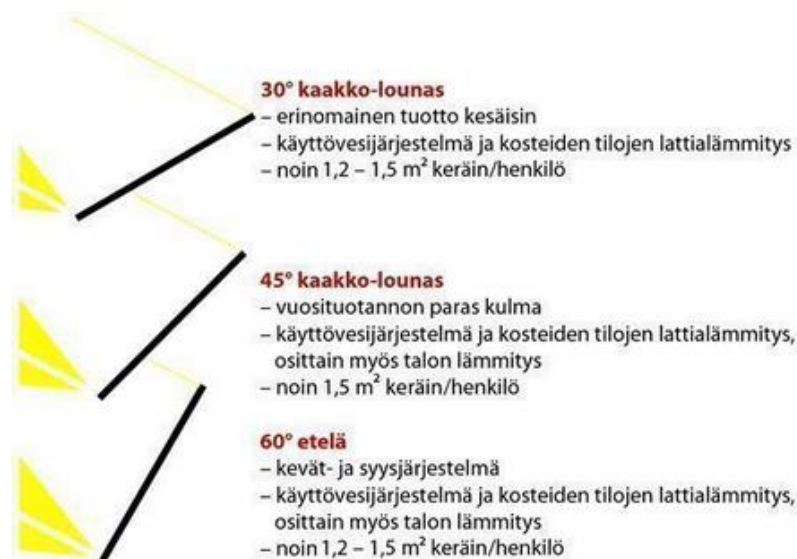 30° kaakko-lounas
– erinomainen tuotto kesäisin
– käyttövesijärjestelmä ja kosteiden tilojen lattialämmitys
– noin 1,2 – 1,5 m² keräin/henkilö
45° kaakko-lounas
– vuosituotannon paras kulma
– käyttövesijärjestelmä ja kosteiden tilojen lattialämmitys,
osittain myös talon lämmitys
– noin 1,5 m² keräin/henkilö
60° etelä
– kevät- ja syysjärjestelmä
– käyttövesijärjestelmä ja kosteiden tilojen lattialämmitys,
osittain myös talon lämmitys
– noin 1,2 – 1,5 m² keräin/henkilö